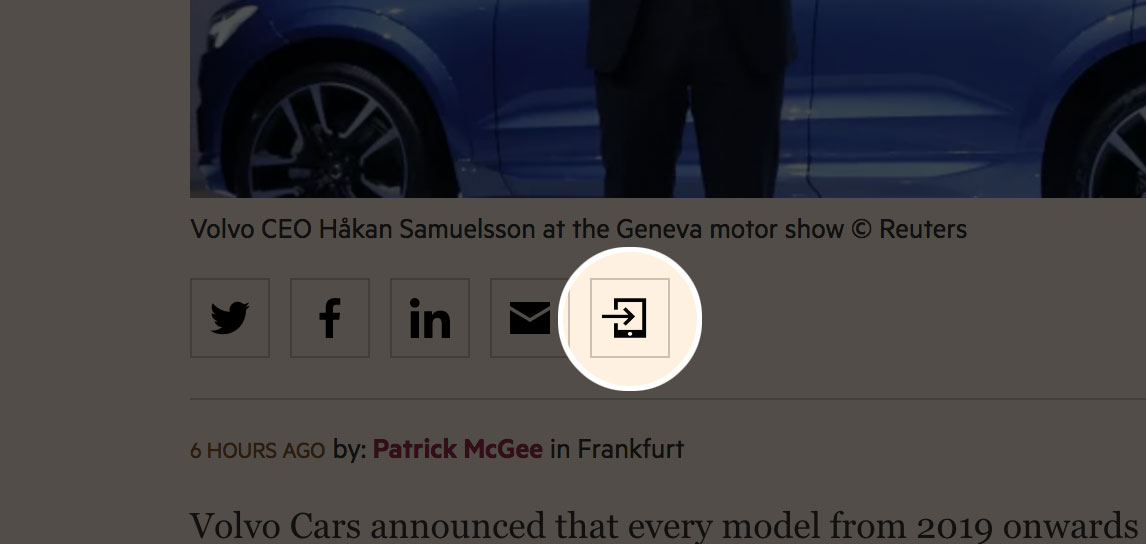 Volvo CEO Håkan Samuelsson at the Geneva motor show © Reuters
in
6 HOURS AGO by: Patrick McGee in Frankfurt
Volvo Cars announced that every model from 2019 onwards